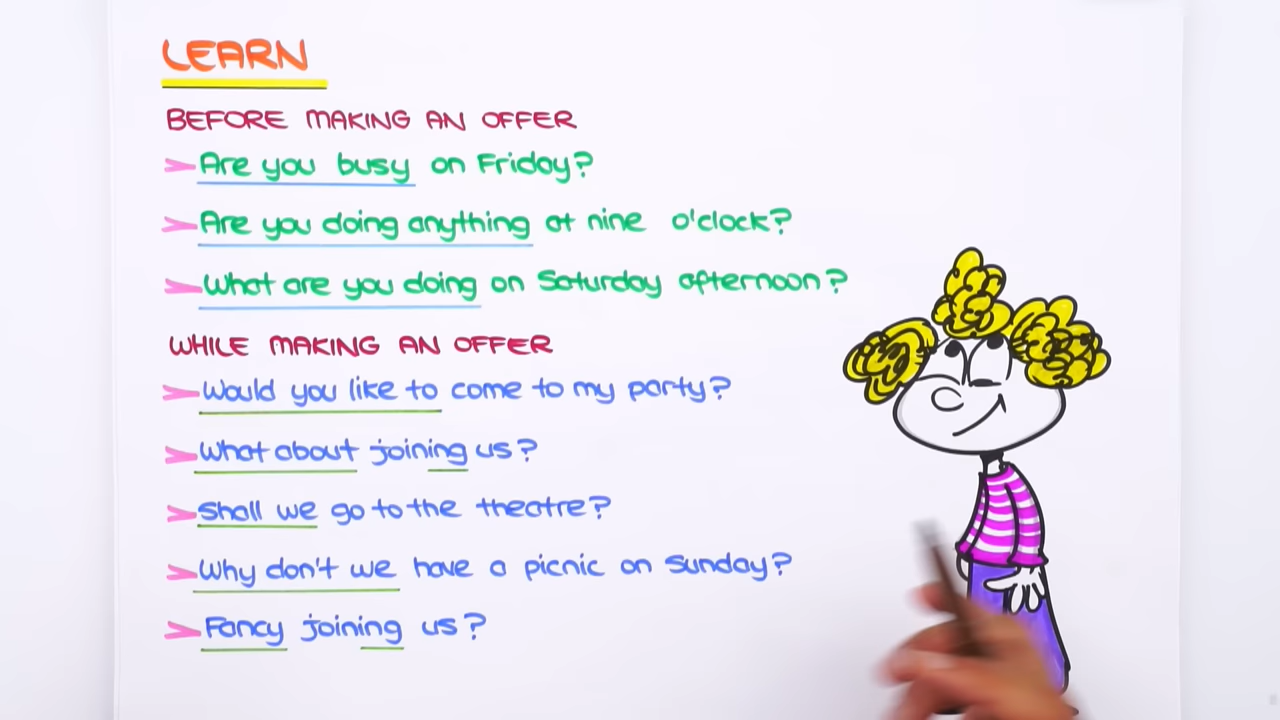 LEARN
BEFORE MAKING AN OFFER
Are you busy on Friday?
Are you doing anything at nine o'clock?
What are you doing on Saturday afternoon?
WHILE MAKING AN OFFER
Would you like to come to my party?
What about joining us?
Shall we go to the theatre?
Why don't we have a picnic on Sunday?
Fancy joining us?